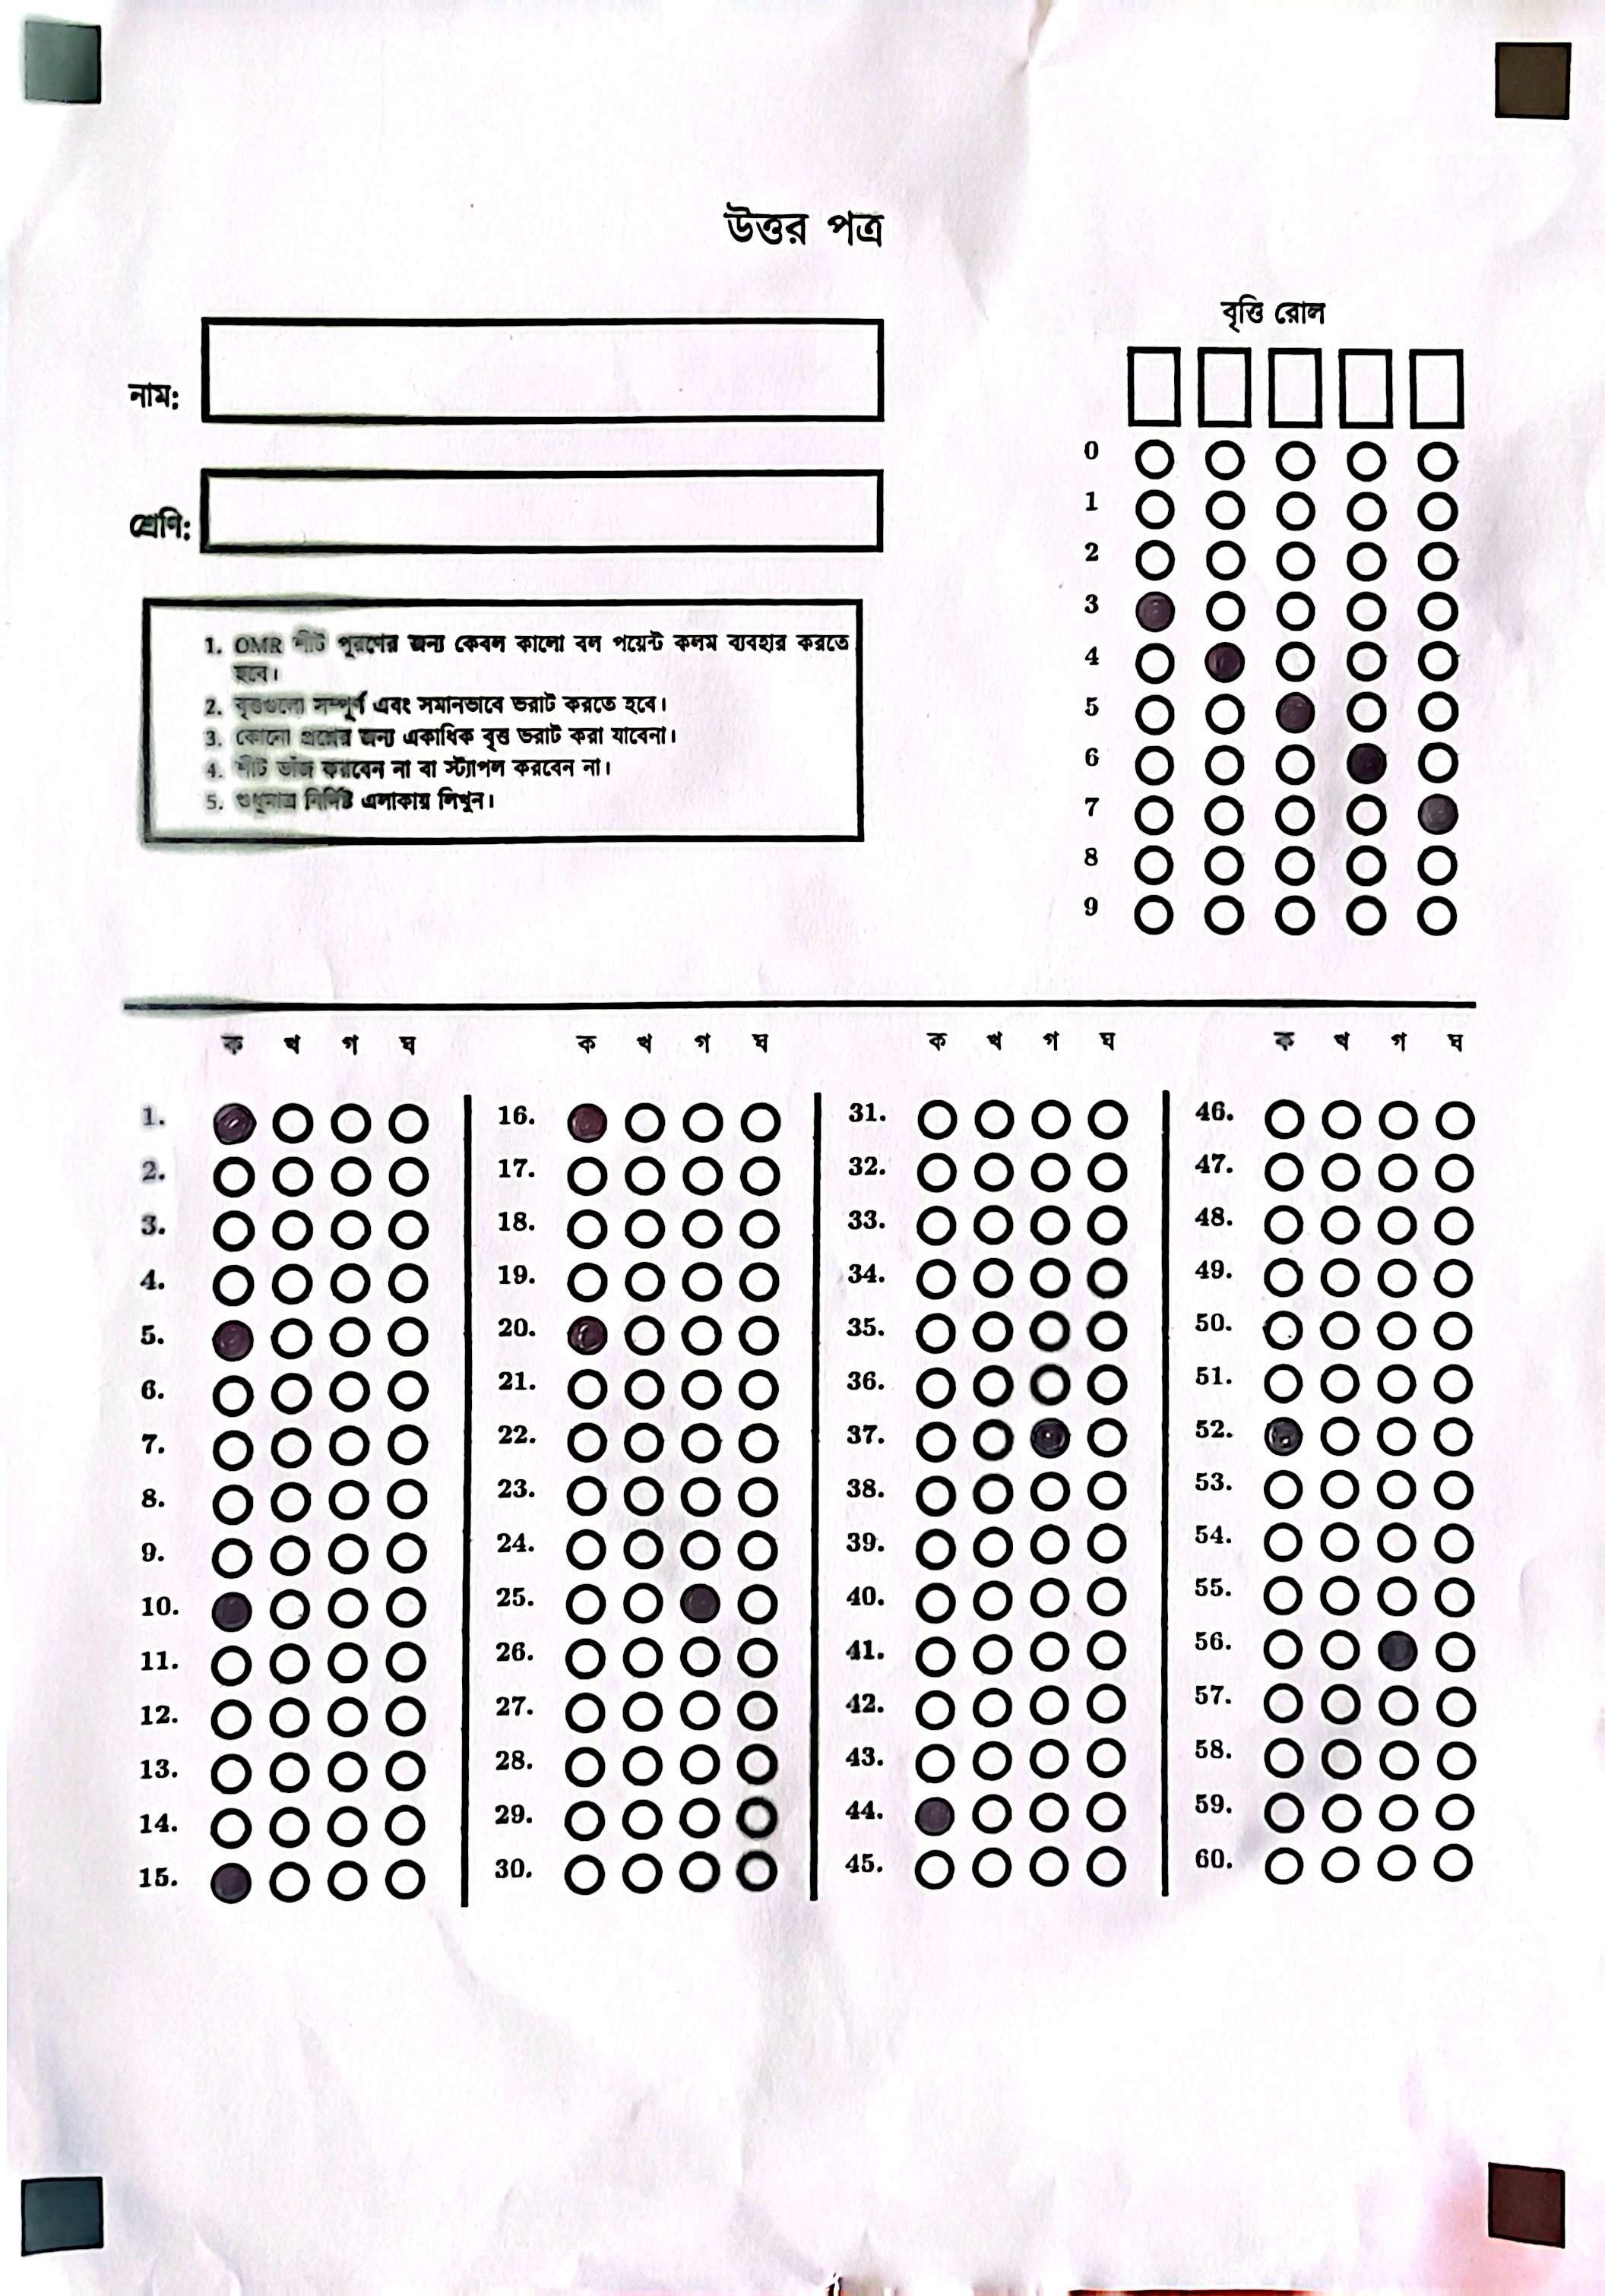 উত্তর পত্র
বৃত্তি রোল
নাম:
শ্রেণি:
1. OMR শীট পূরণের জন্য কেবল কালো বল পয়েন্ট কলম ব্যবহার করতে
হবে।
2. বৃত্তগুলো সম্পূর্ণ এবং সমানভাবে ভরাট করতে হবে।
3. কোনো প্রশ্নের জন্য একাধিক বৃত্ত ভরাট করা যাবেনা।
4. শীট ভাঁজ করবেন না বা স্ট্যাপল করবেন না।
5. শুধুমাত্র নির্দিষ্ট এলাকায় লিখুন।
0
1
2
3
4
5
6
7
8
9
ক খ গ ঘ ক খ গ ঘ ক খ গ ঘ ক খ গ ঘ
1. 16. 31. 46.
2. 17. 32. 47.
3. 18. 33. 48.
4. 19. 34. 49.
5. 20. 35. 50.
6. 21. 36. 51.
7. 22. 37. 52.
8. 23. 38. 53.
9. 24. 39. 54.
10. 25. 40. 55.
11. 26. 41. 56.
12. 27. 42. 57.
13. 28. 43. 58.
14. 29. 44. 59.
15. 30. 45. 60.